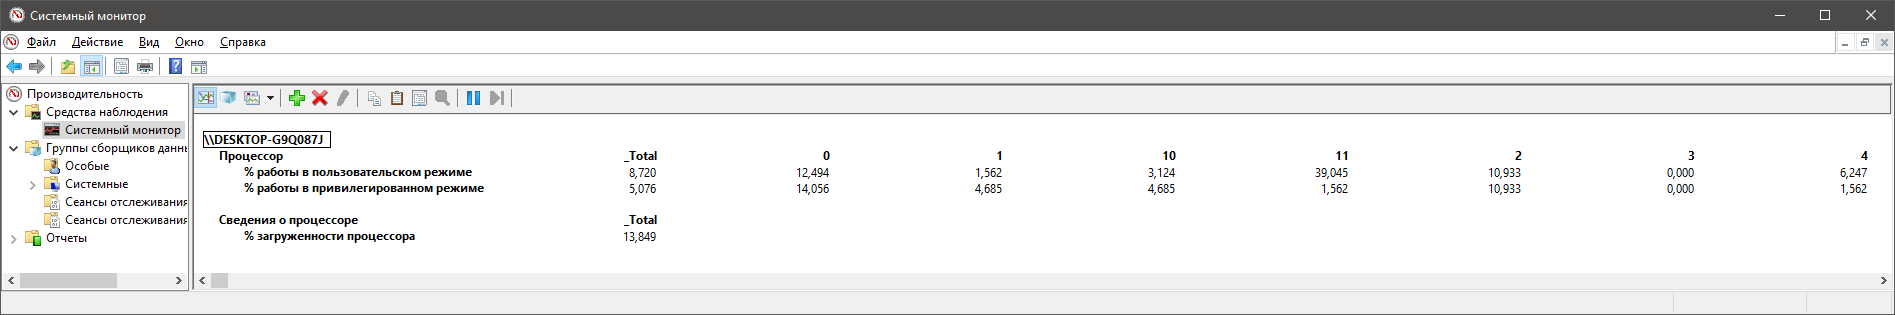 Системный монитор
Файл Действие Вид Окно Справка
Производительность
Средства наблюдения
Системный монитор
Группы сборщиков данны
Особые
Системные
Сеансы отслеживания
Сеансы отслеживания
Отчеты
\\DESKTOP-G9Q087J
Процессор _Total 0 1 10 11 2 3 4
% работы в пользовательском режиме 8,720 12,494 1,562 3,124 39,045 10,933 0,000 6,247
% работы в привилегированном режиме 5,076 14,056 4,685 4,685 1,562 10,933 0,000 1,562
Сведения о процессоре _Total
% загруженности процессора 13,849